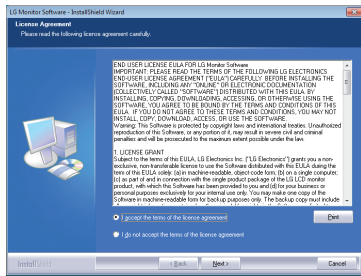 LG Monitor Software - InstallShield Wizard
License Agreement
Please read the following license agreement carefully.
END USER LICENSE EULA FOR LG Monitor Software
IMPORTANT: PLEASE READ THE TERMS OF THE FOLLOWING LG ELECTRONICS
END-USER LICENSE AGREEMENT ("EULA") CAREFULLY BEFORE INSTALLING THE
SOFTWARE, INCLUDING ANY "ONLINE" OR ELECTRONIC DOCUMENTATION
(COLLECTIVELY CALLED "SOFTWARE") DISTRIBUTED WITH THIS EULA. BY
INSTALLING, COPYING, DOWNLOADING, ACCESSING, OR OTHERWISE USING THE
SOFTWARE, YOU AGREE TO BE BOUND BY THE TERMS AND CONDITIONS OF THIS
EULA. IF YOU DO NOT AGREE TO THESE TERMS AND CONDITIONS, YOU MAY NOT
INSTALL, COPY, DOWNLOAD, ACCESS, OR USE THE SOFTWARE.
Warning: This Software is protected by copyright laws and international treaties. Unauthorized
reproduction of this Software, or any portion of it, may result in severe civil and criminal
penalties and will be prosecuted to the maximum extent possible under the law.
1. LICENSE GRANT
Subject to the terms of this EULA, LG Electronics Inc. ("LG Electronics") grants you a non-
exclusive, non-transferable license to use the Software distributed with this EULA during the
term of this EULA solely: (a) in machine-readable, object-code form; (b) on a single computer;
(c) as part of and in connection with the single product package of the LG LCD monitor
product, with which this Software has been provided to you and (d) for your business or
personal purposes exclusively for your internal use only. You may make one copy of the
Software in machine-readable form for backup purposes only. The backup copy must include
I accept the terms of the license agreement
Print
I do not accept the terms of the license agreement
InstallShield
< Back
Next >
Cancel